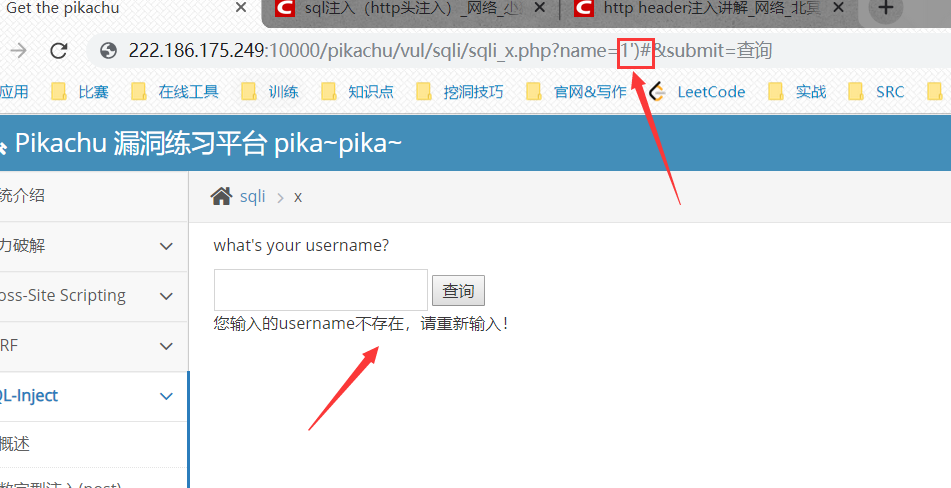 Get the pikachu
sql注入（http头注入）_网络_小
http header注入讲解_网络_北冥
222.186.175.249:10000/pikachu/vul/sqli/sqli_x.php?name=1')#&submit=查询
应用 比赛 在线工具 训练 知识点 挖洞技巧 官网&写作 LeetCode 实战 SRC
Pikachu 漏洞练习平台 pika~pika~
统介绍
力破解
oss-Site Scripting
RF
QL-Inject
概述
数字型注入(post)
sqli > x
what's your username?
查询
您输入的username不存在，请重新输入！